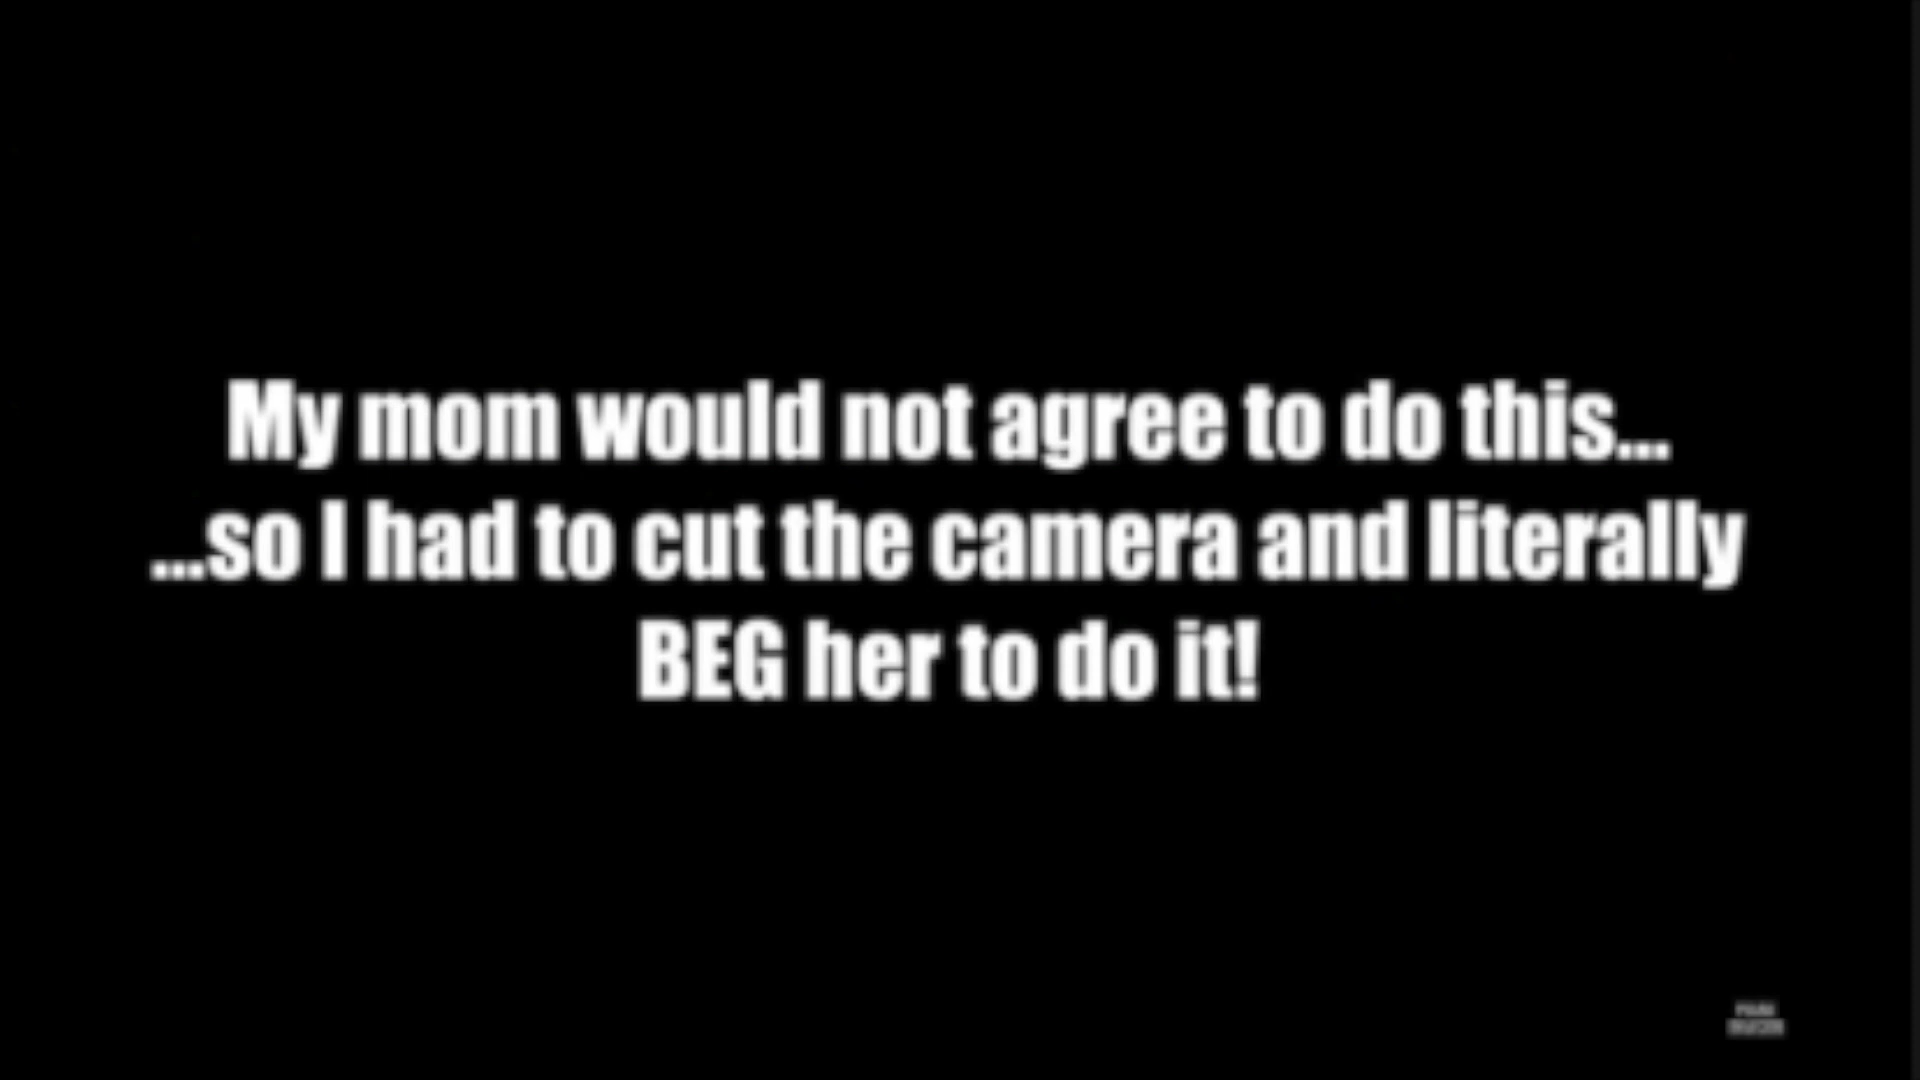 My mom would not agree to do this...
...so I had to cut the camera and literally
BEG her to do it!